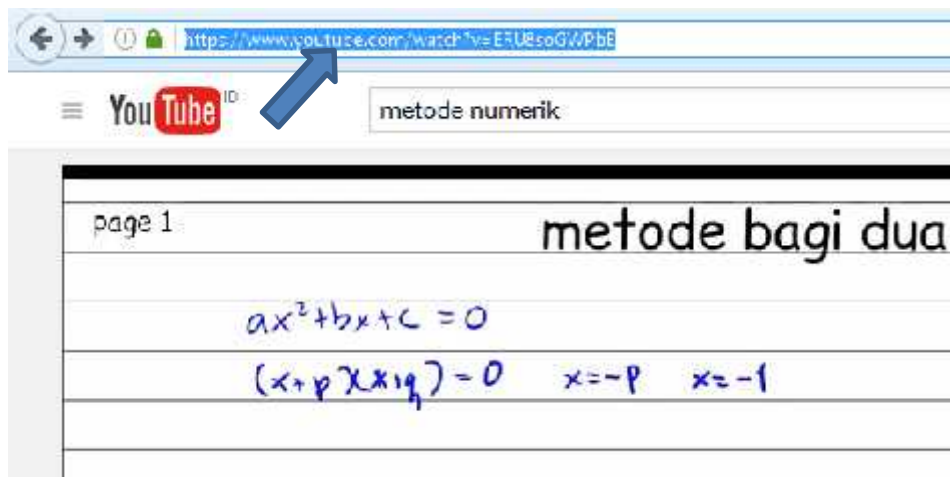 https://www.youtube.com/watch?v=ERU8soGWPbE
YouTube ID
metode numerik
page 1
metode bagi dua
ax²+bx+c = 0
(x+p)(x+q) = 0 x=-p x=-q